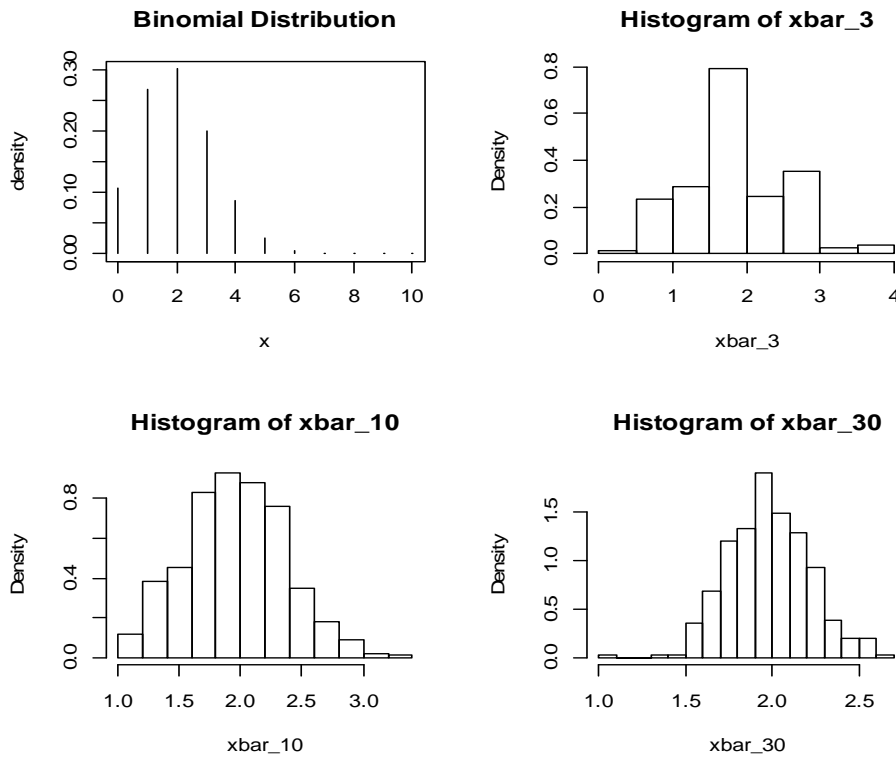 Binomial Distribution
density
0.00 0.10 0.20 0.30
0 2 4 6 8 10
x
Histogram of xbar_3
Density
0.0 0.2 0.4 0.6 0.8
0 1 2 3 4
xbar_3
Histogram of xbar_10
Density
0.0 0.4 0.8
1.0 1.5 2.0 2.5 3.0
xbar_10
Histogram of xbar_30
Density
0.0 0.5 1.0 1.5
1.0 1.5 2.0 2.5
xbar_30